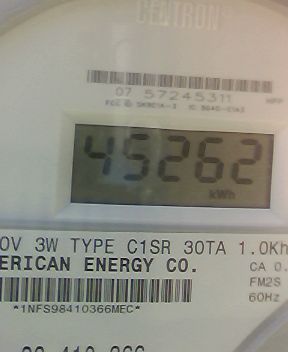 CENTRON
07 57245311
45262
kWh
0V 3W TYPE C1SR 30TA 1.0Kh
ERICAN ENERGY CO.
CA 0.
FM2S
60Hz
*1NFS98410366MEC*